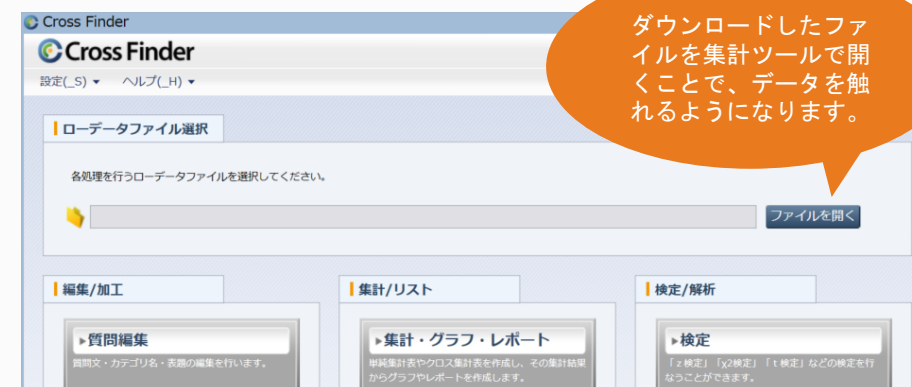 Cross Finder
Cross Finder
設定(_S) ▼ ヘルプ(_H) ▼
ダウンロードしたファ
イルを集計ツールで開
くことで、データを触
れるようになります。
ローデータファイル選択
各処理を行うローデータファイルを選択してください。
ファイルを開く
編集/加工
集計/リスト
検定/解析
▶質問編集
▶集計・グラフ・レポート
▶検定
質問文・カテゴリ名・表題の編集を行います。
単純集計表やクロス集計表を作成し、その集計結果
からグラフやレポートを作成します。
「z検定」「χ2検定」「t検定」などの検定を行
なうことができます。